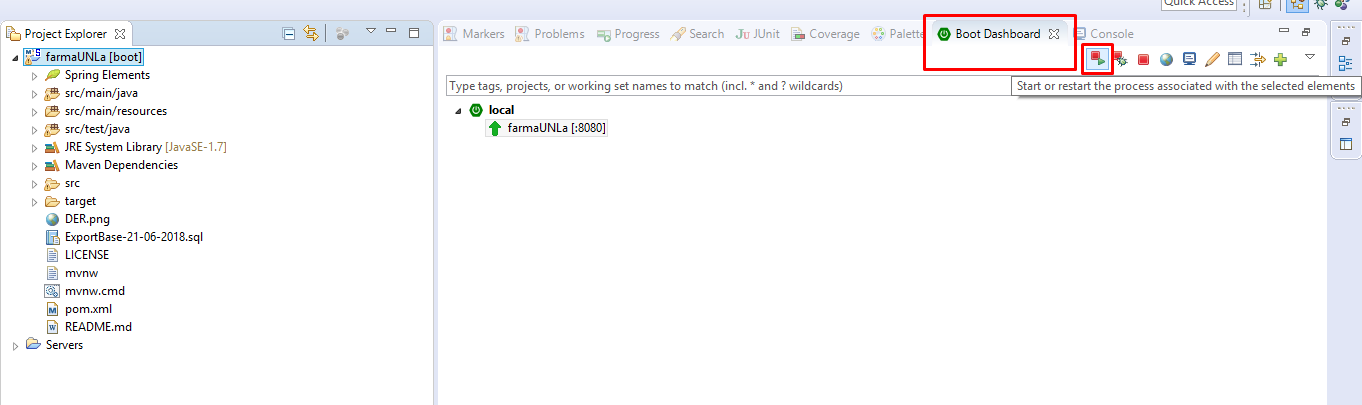 Quick Access
Project Explorer
farmaUNLa [boot]
Spring Elements
src/main/java
src/main/resources
src/test/java
JRE System Library [JavaSE-1.7]
Maven Dependencies
src
target
DER.png
ExportBase-21-06-2018.sql
LICENSE
mvnw
mvnw.cmd
pom.xml
README.md
Servers
Markers Problems Progress Search Ju JUnit Coverage Palette Boot Dashboard Console
Type tags, projects, or working set names to match (incl. * and ? wildcards)
Start or restart the process associated with the selected elements
local
farmaUNLa [:8080]